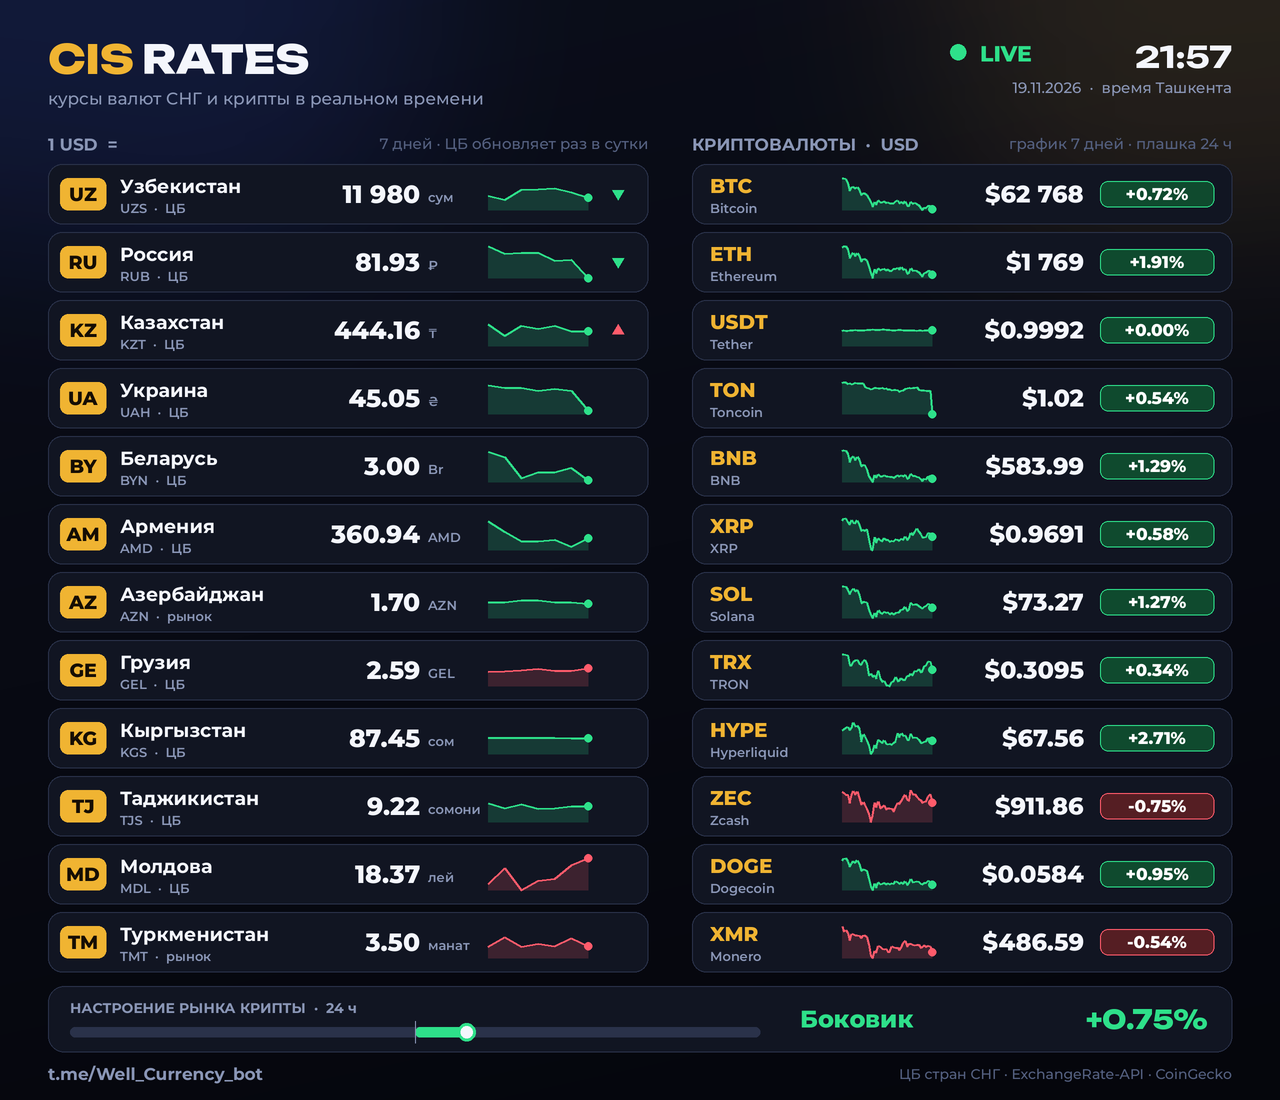 CIS RATES
курсы валют СНГ и крипты в реальном времени
LIVE
21:57
19.11.2026 · время Ташкента
1 USD =
7 дней · ЦБ обновляет раз в сутки
UZ Узбекистан 11 980 сум
UZS · ЦБ
RU Россия 81.93 ₽
RUB · ЦБ
KZ Казахстан 444.16 ₸
KZT · ЦБ
UA Украина 45.05 ₴
UAH · ЦБ
BY Беларусь 3.00 Br
BYN · ЦБ
AM Армения 360.94 AMD
AMD · ЦБ
AZ Азербайджан 1.70 AZN
AZN · рынок
GE Грузия 2.59 GEL
GEL · ЦБ
KG Кыргызстан 87.45 сом
KGS · ЦБ
TJ Таджикистан 9.22 сомони
TJS · ЦБ
MD Молдова 18.37 лей
MDL · ЦБ
TM Туркменистан 3.50 манат
TMT · рынок
КРИПТОВАЛЮТЫ · USD
график 7 дней · плашка 24 ч
BTC $62 768 +0.72%
Bitcoin
ETH $1 769 +1.91%
Ethereum
USDT $0.9992 +0.00%
Tether
TON $1.02 +0.54%
Toncoin
BNB $583.99 +1.29%
BNB
XRP $0.9691 +0.58%
XRP
SOL $73.27 +1.27%
Solana
TRX $0.3095 +0.34%
TRON
HYPE $67.56 +2.71%
Hyperliquid
ZEC $911.86 -0.75%
Zcash
DOGE $0.0584 +0.95%
Dogecoin
XMR $486.59 -0.54%
Monero
НАСТРОЕНИЕ РЫНКА КРИПТЫ · 24 ч
Боковик
+0.75%
t.me/Well_Currency_bot
ЦБ стран СНГ · ExchangeRate-API · CoinGecko